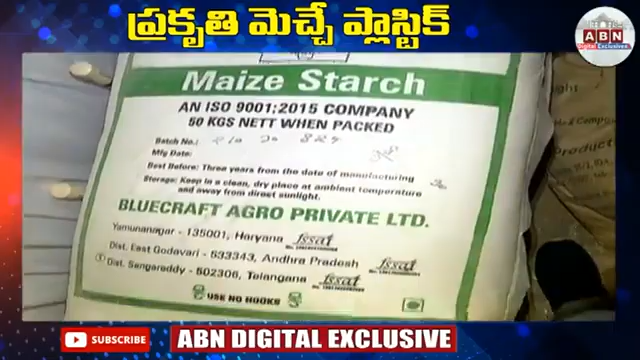 ప్రకృతి మెచ్చే ప్లాస్టిక్
ABN
Digital Exclusive
Maize Starch
AN ISO 9001:2015 COMPANY
50 KGS NETT WHEN PACKED
Batch No.:
Mfg Date:
Best Before: Three years from the date of manufacturing
Storage: Keep in a clean, dry place at ambient temperature
and away from direct sunlight.
BLUECRAFT AGRO PRIVATE LTD.
Yamunanagar - 135001, Haryana fssai
Dist. East Godavari - 533343, Andhra Pradesh fssai
Dist. Sangareddy - 502306, Telangana fssai
USE NO HOOKS
Product
SUBSCRIBE
ABN DIGITAL EXCLUSIVE